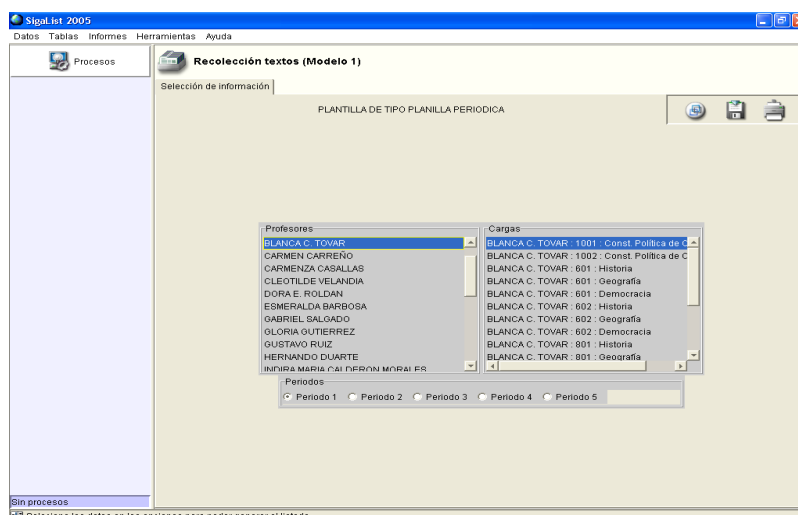 SigaList 2005
Datos Tablas Informes Herramientas Ayuda
Procesos
Recolección textos (Modelo 1)
Selección de información
PLANTILLA DE TIPO PLANILLA PERIODICA
Profesores
BLANCA C. TOVAR
CARMEN CARREÑO
CARMENZA CASALLAS
CLEOTILDE VELANDIA
DORA E. ROLDAN
ESMERALDA BARBOSA
GABRIEL SALGADO
GLORIA GUTIERREZ
GUSTAVO RUIZ
HERNANDO DUARTE
INDIRA MARIA CALDERON MORALES
Cargas
BLANCA C. TOVAR : 1001 : Const. Política de C
BLANCA C. TOVAR : 1002 : Const. Política de C
BLANCA C. TOVAR : 601 : Historia
BLANCA C. TOVAR : 601 : Geografía
BLANCA C. TOVAR : 601 : Democracia
BLANCA C. TOVAR : 602 : Historia
BLANCA C. TOVAR : 602 : Geografía
BLANCA C. TOVAR : 602 : Democracia
BLANCA C. TOVAR : 801 : Historia
BLANCA C. TOVAR : 801 : Geografía
Periodos
Periodo 1 Periodo 2 Periodo 3 Periodo 4 Periodo 5
Sin procesos